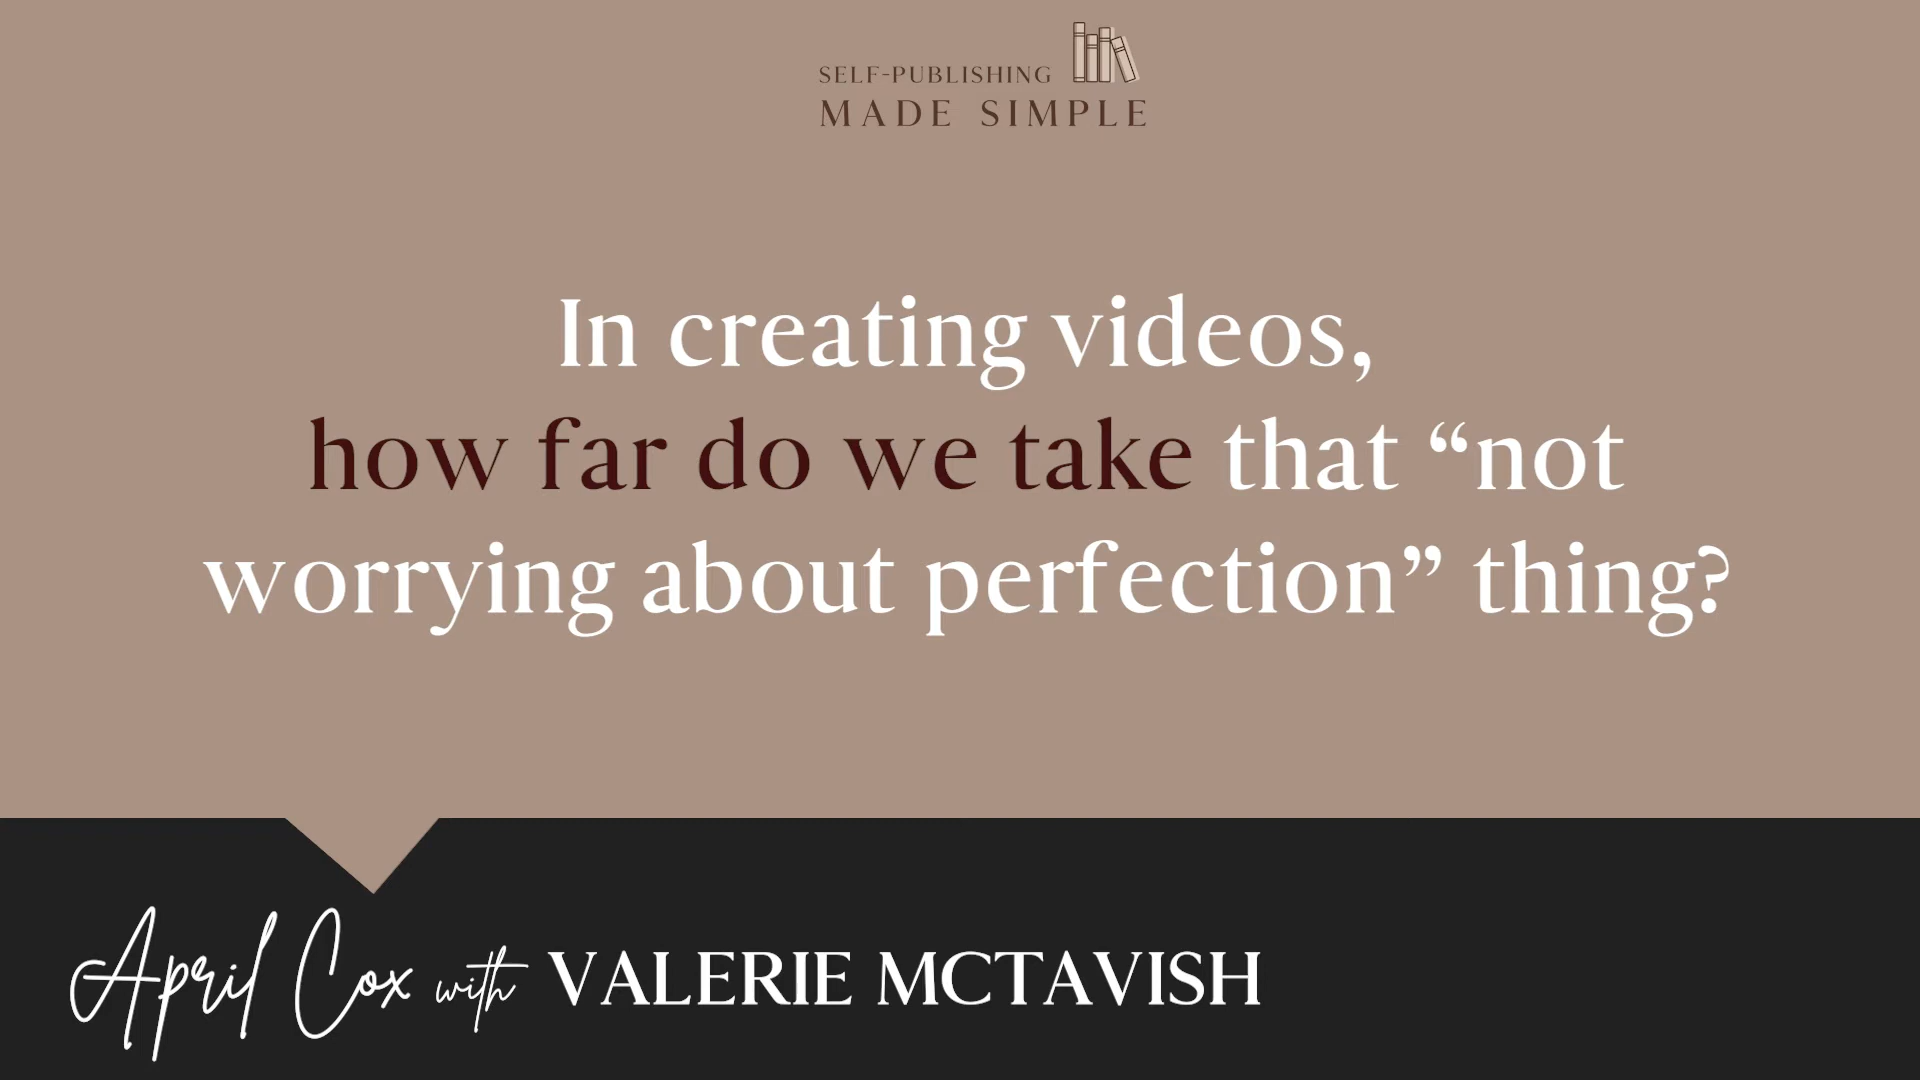 SELF-PUBLISHING
MADE SIMPLE
In creating videos,
how far do we take that “not
worrying about perfection” thing?
April Cox with VALERIE MCTAVISH